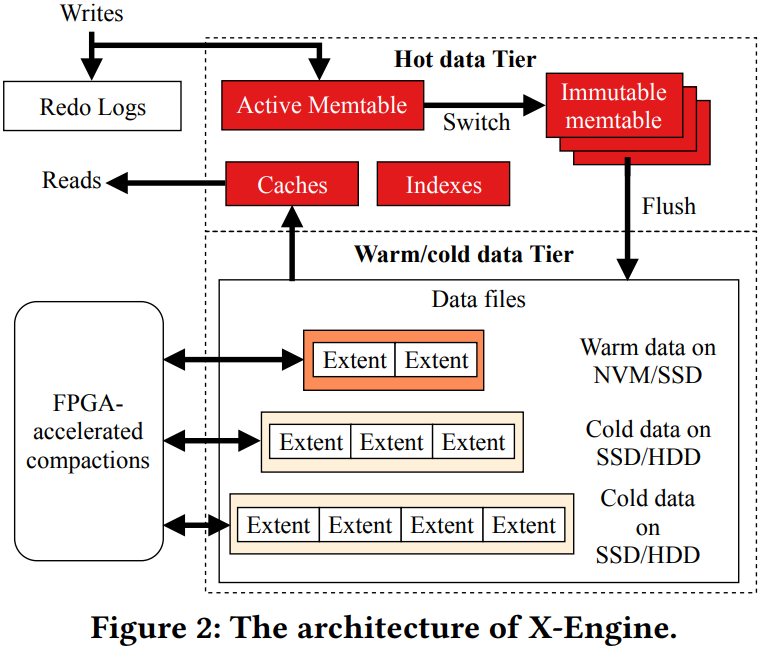 Writes
Hot data Tier
Redo Logs
Active Memtable
Switch
Immutable
memtable
Reads
Caches
Indexes
Flush
Warm/cold data Tier
Data files
FPGA-
accelerated
compactions
Extent Extent
Warm data on
NVM/SSD
Extent Extent Extent
Cold data on
SSD/HDD
Extent Extent Extent Extent
Cold data
on
SSD/HDD
Figure 2: The architecture of X-Engine.